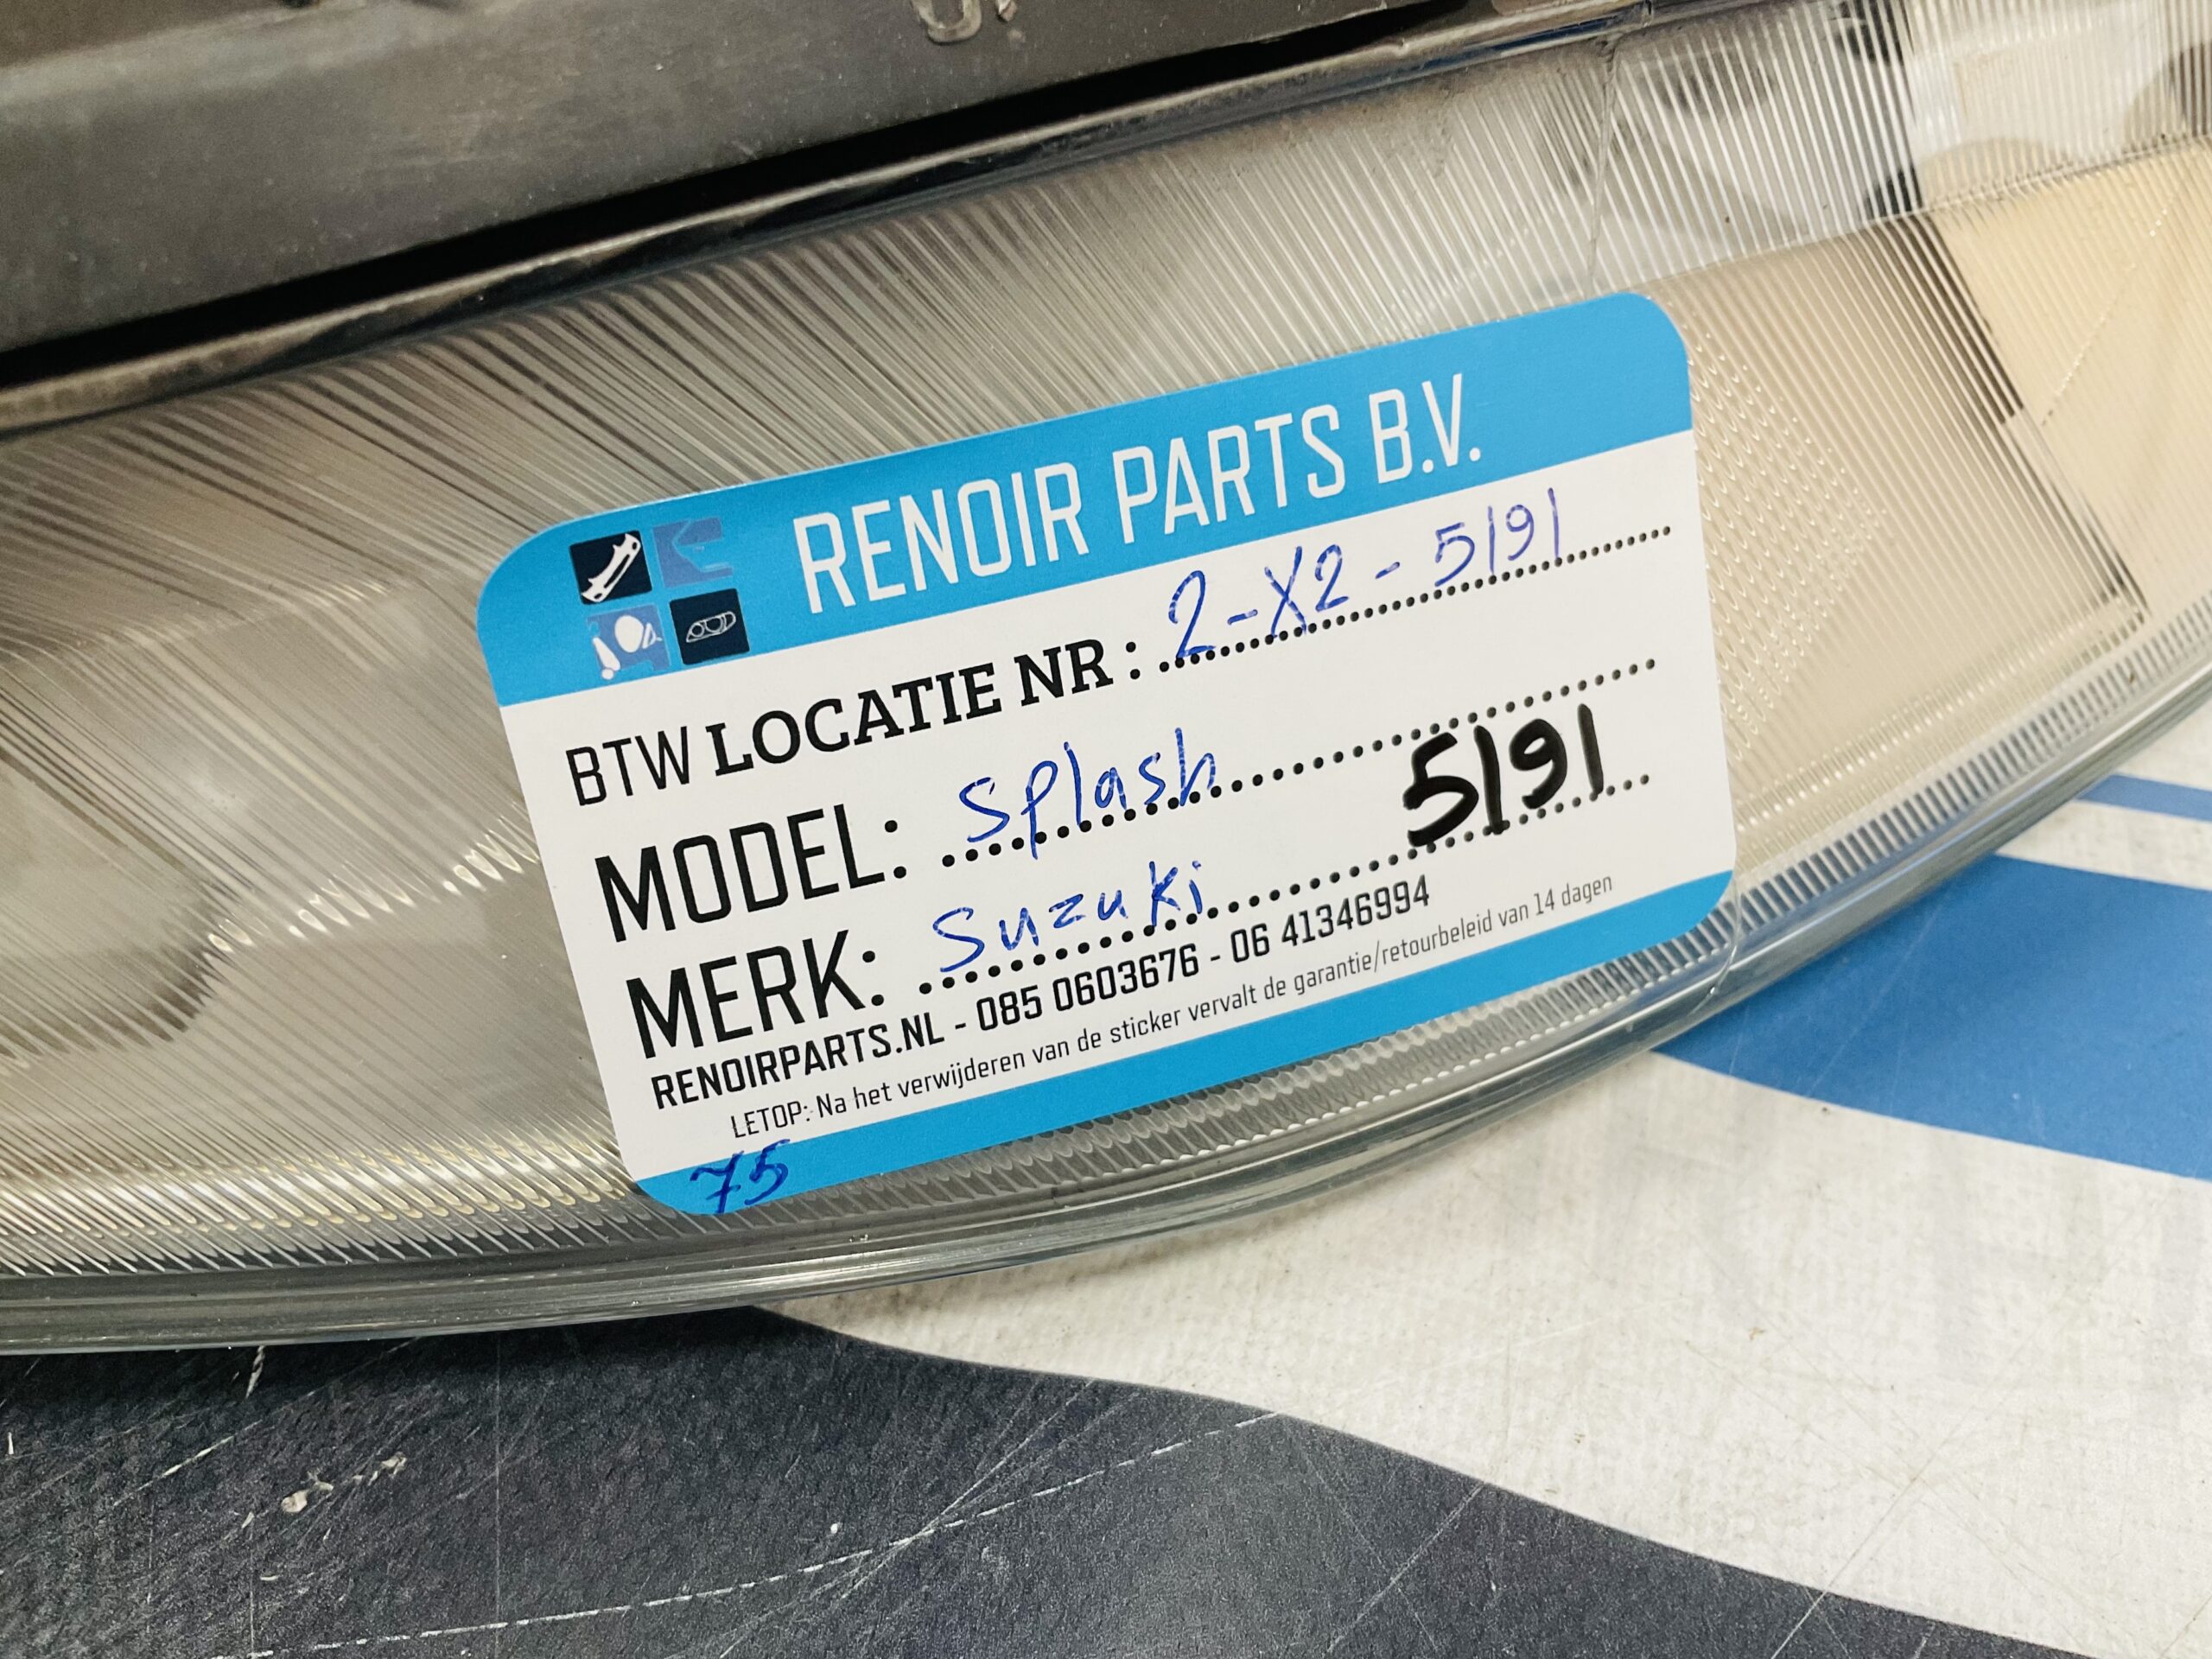 RENOIR PARTS B.V.
BTW LOCATIE NR: 2-X2-5191
MODEL: Splash
MERK: Suzuki 5191
RENOIRPARTS.NL - 085 0603676 - 06 41346994
LETOP: Na het verwijderen van de sticker vervalt de garantie/retourbeleid van 14 dagen
75